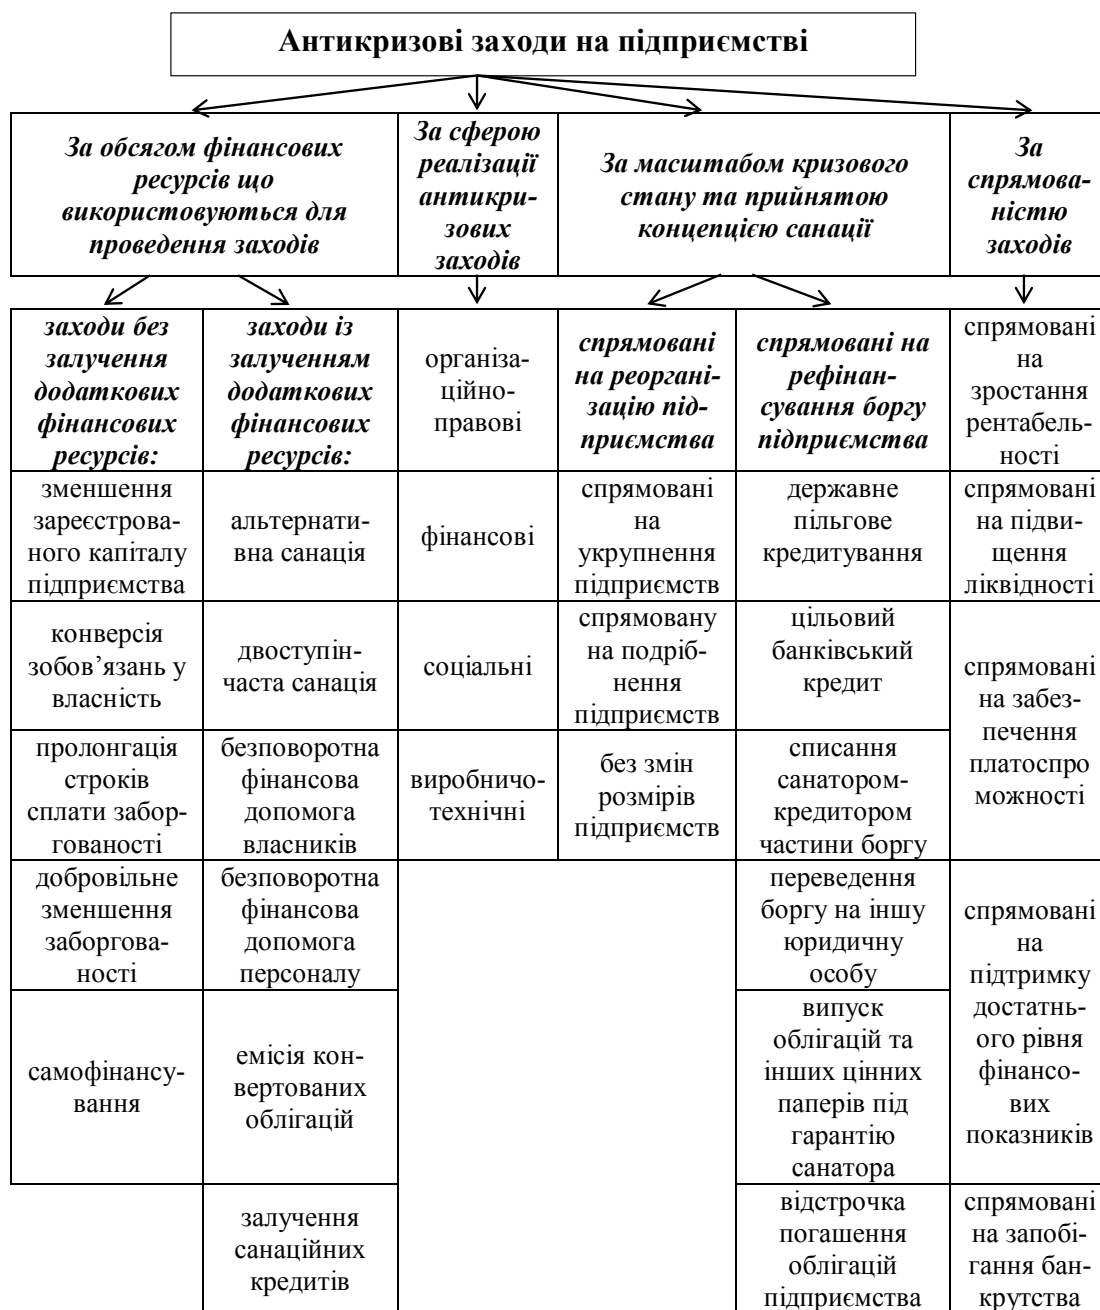 Антикризові заходи на підприємстві
За обсягом фінансових
ресурсів що
використовуються для
проведення заходів
За сферою
реалізації
антикри-
зових
заходів
За масштабом кризового
стану та прийнятою
концепцією санації
За
спрямова-
ністю
заходів
заходи без
залучення
додаткових
фінансових
ресурсів:
заходи із
залученням
додаткових
фінансових
ресурсів:
організа-
ційно-
правові
спрямовані
на реоргані-
зацію під-
приємства
спрямовані на
рефінан-
сування боргу
підприємства
спрямовані
на
зростання
рентабель-
ності
зменшення
зареєстрова-
ного капіталу
підприємства
альтернати-
вна санація
фінансові
спрямовані
на
укрупнення
підприємств
державне
пільгове
кредитування
спрямовані
на підви-
щення
ліквідності
конверсія
зобов’язань у
власність
двоступін-
часта санація
соціальні
спрямовану
на подріб-
нення
підприємств
цільовий
банківський
кредит
спрямовані
на забез-
печення
платоспро
можності
пролонгація
строків
сплати забор-
гованості
безповоротна
фінансова
допомога
власників
виробничо-
технічні
без змін
розмірів
підприємств
списання
санатором-
кредитором
частини боргу
добровільне
зменшення
заборгова-
ності
безповоротна
фінансова
допомога
персоналу
переведення
боргу на іншу
юридичну
особу
спрямовані
на
підтримку
достатнь-
ого рівня
фінансо-
вих
показників
самофінансу-
вання
емісія кон-
вертованих
облігацій
випуск
облігацій та
інших цінних
паперів під
гарантію
санатора
залучення
санаційних
кредитів
відстрочка
погашення
облігацій
підприємства
спрямовані
на запобі-
гання бан-
крутства